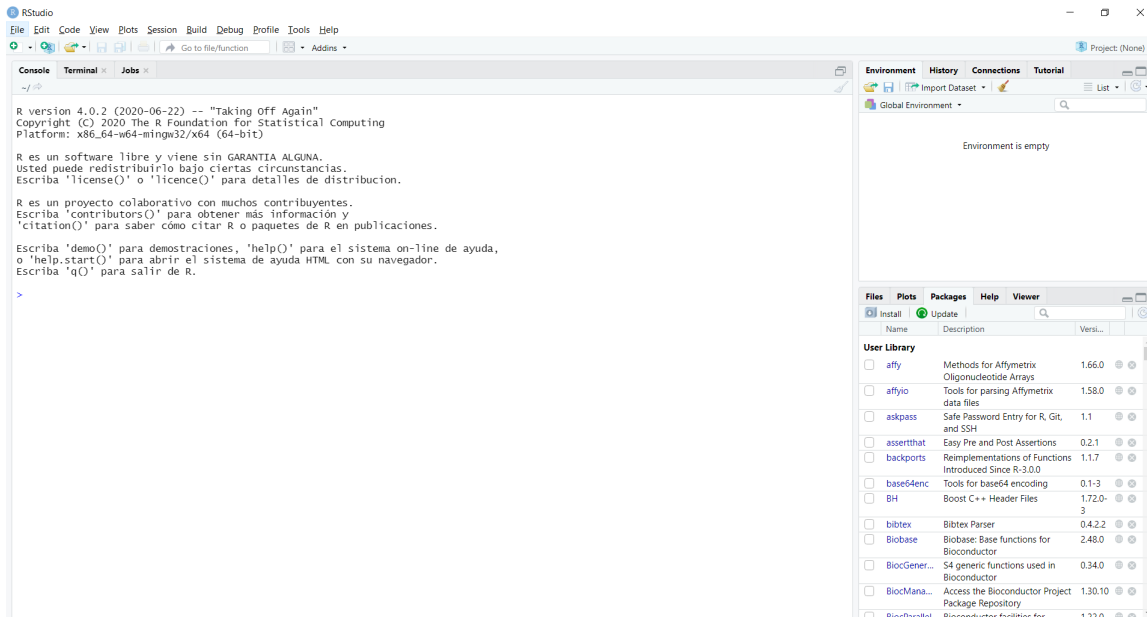 RStudio
File Edit Code View Plots Session Build Debug Profile Tools Help
Go to file/function Addins Project: (None)
Console Terminal Jobs
~/
R version 4.0.2 (2020-06-22) -- "Taking Off Again"
Copyright (C) 2020 The R Foundation for Statistical Computing
Platform: x86_64-w64-mingw32/x64 (64-bit)
R es un software libre y viene sin GARANTIA ALGUNA.
Usted puede redistribuirlo bajo ciertas circunstancias.
Escriba 'license()' o 'licence()' para detalles de distribucion.
R es un proyecto colaborativo con muchos contribuyentes.
Escriba 'contributors()' para obtener más información y
'citation()' para saber cómo citar R o paquetes de R en publicaciones.
Escriba 'demo()' para demostraciones, 'help()' para el sistema on-line de ayuda,
o 'help.start()' para abrir el sistema de ayuda HTML con su navegador.
Escriba 'q()' para salir de R.
>
Environment History Connections Tutorial
Import Dataset List
Global Environment
Environment is empty
Files Plots Packages Help Viewer
Install Update
Name Description Versi...
User Library
affy Methods for Affymetrix 1.66.0
Oligonucleotide Arrays
affyio Tools for parsing Affymetrix 1.58.0
data files
askpass Safe Password Entry for R, Git, 1.1
and SSH
assertthat Easy Pre and Post Assertions 0.2.1
backports Reimplementations of Functions 1.1.7
Introduced Since R-3.0.0
base64enc Tools for base64 encoding 0.1-3
BH Boost C++ Header Files 1.72.0-
3
bibtex Bibtex Parser 0.4.2.2
Biobase Biobase: Base functions for 2.48.0
Bioconductor
BiocGener... S4 generic functions used in 0.34.0
Bioconductor
BiocMana... Access the Bioconductor Project 1.30.10
Package Repository
BiocParallel Bioconductor facilities for 1.22.0